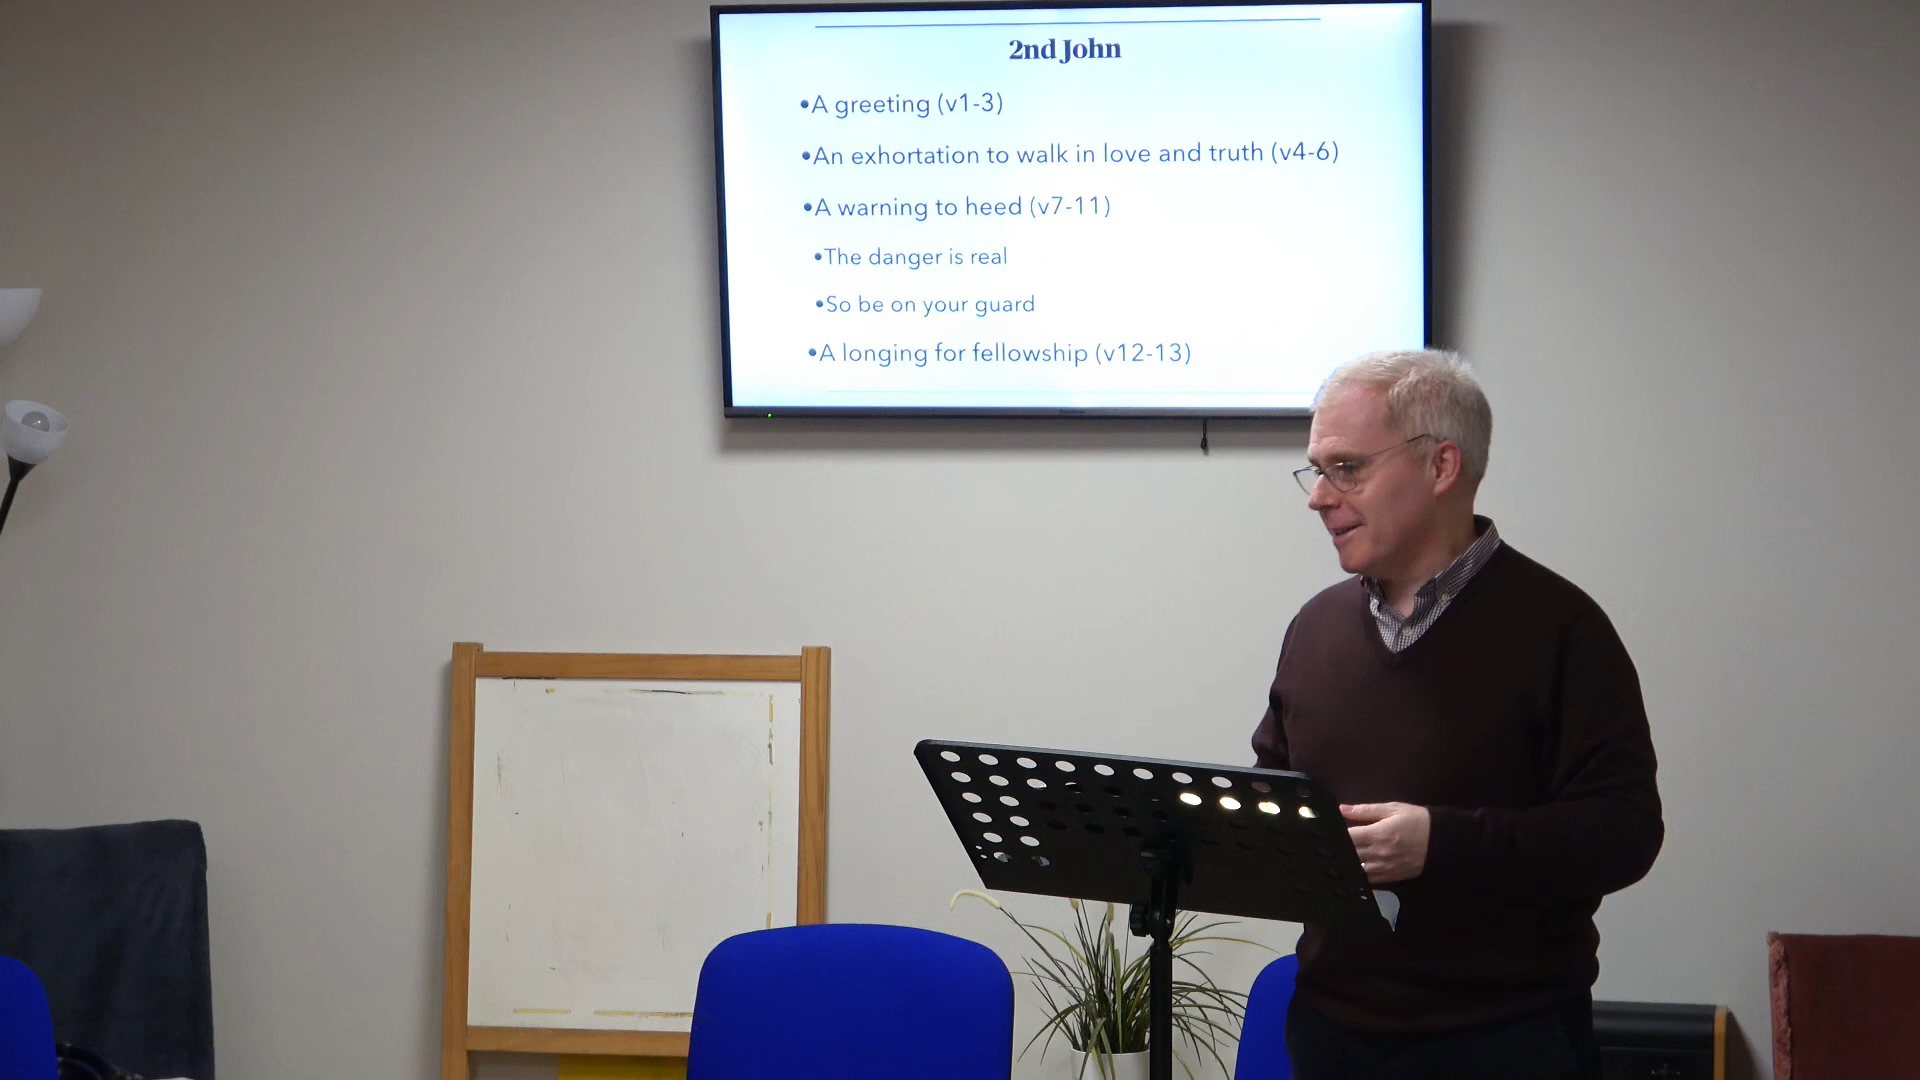 2nd John
•A greeting (v1-3)
•An exhortation to walk in love and truth (v4-6)
•A warning to heed (v7-11)
•The danger is real
•So be on your guard
•A longing for fellowship (v12-13)